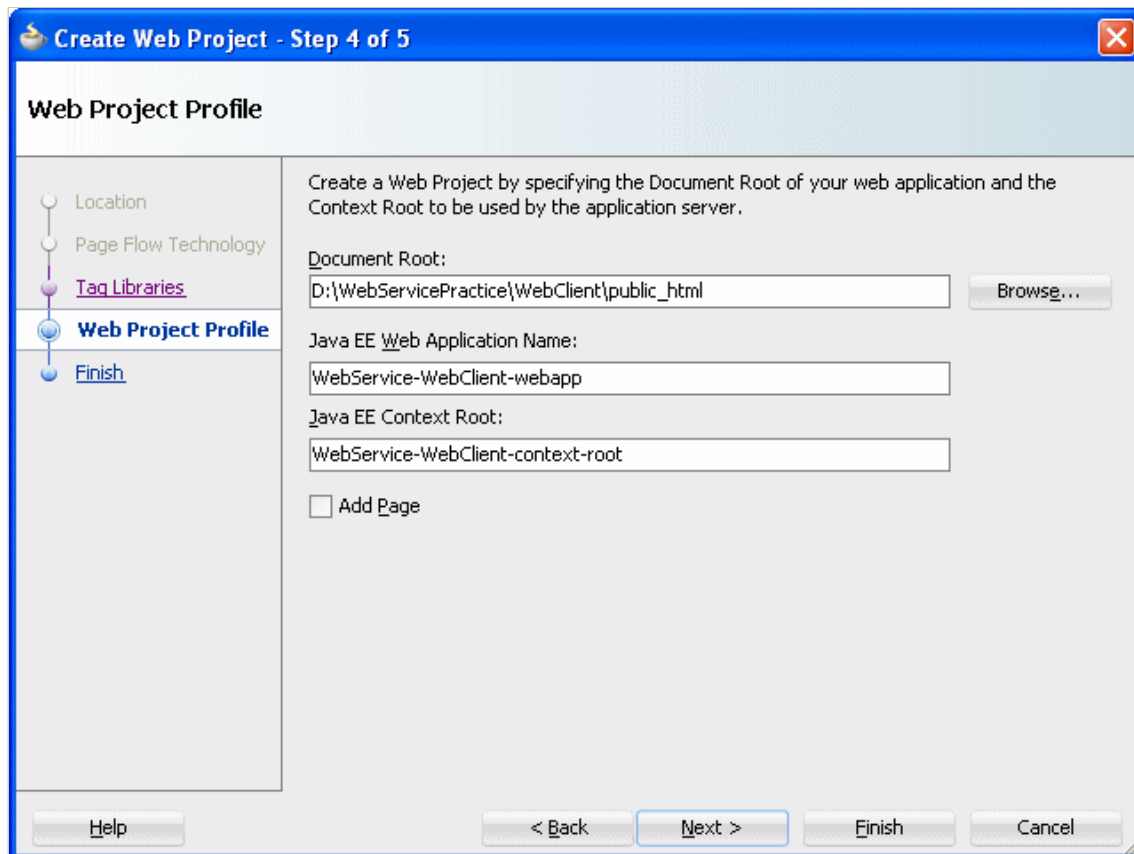 Create Web Project - Step 4 of 5
Web Project Profile
Location
Page Flow Technology
Tag Libraries
Web Project Profile
Finish
Create a Web Project by specifying the Document Root of your web application and the
Context Root to be used by the application server.
Document Root:
D:\WebServicePractice\WebClient\public_html
Browse...
Java EE Web Application Name:
WebService-WebClient-webapp
Java EE Context Root:
WebService-WebClient-context-root
Add Page
Help
< Back
Next >
Finish
Cancel